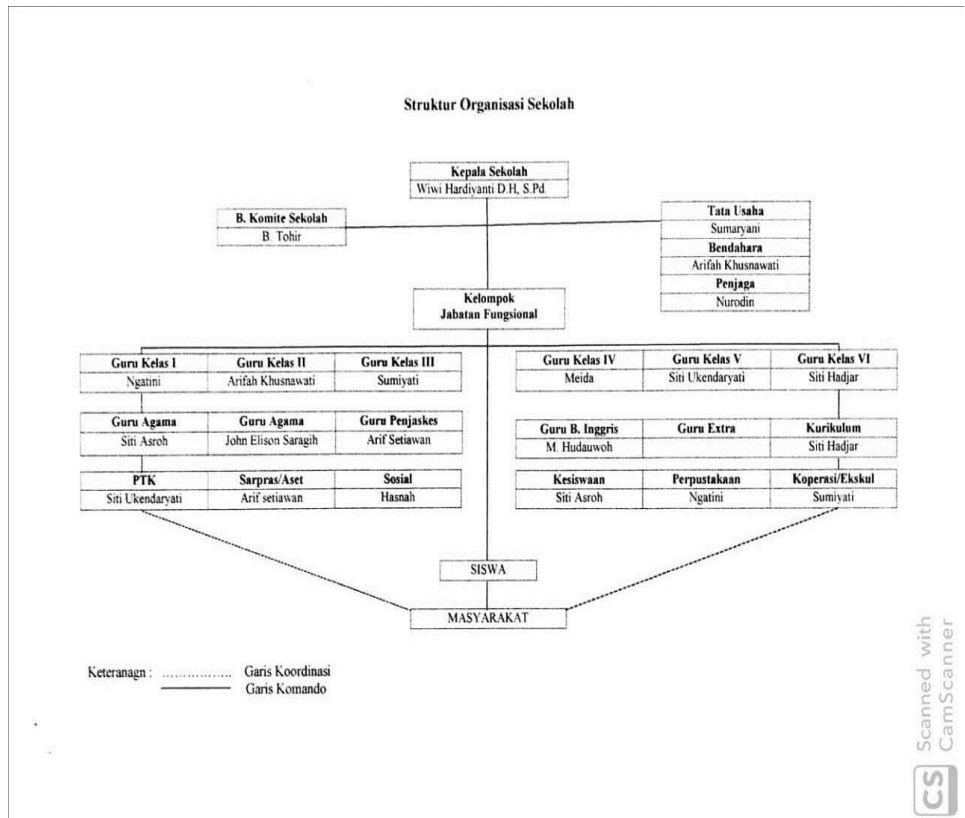 Struktur Organisasi Sekolah
Kepala Sekolah
Wiwi Hardiyanti D.H, S.Pd.
B. Komite Sekolah
B. Tohir
Tata Usaha
Sumaryani
Bendahara
Arifah Khusnawati
Penjaga
Nurodin
Kelompok
Jabatan Fungsional
Guru Kelas I Guru Kelas II Guru Kelas III
Ngatini Arifah Khusnawati Sumiyati
Guru Kelas IV Guru Kelas V Guru Kelas VI
Meida Siti Ukendaryati Siti Hadjar
Guru Agama Guru Agama Guru Penjaskes
Siti Asroh John Elison Saragih Arif Setiawan
Guru B. Inggris Guru Extra Kurikulum
M. Hudauwoh Siti Hadjar
PTK Sarpras/Aset Sosial
Siti Ukendaryati Arif setiawan Hasnah
Kesiswaan Perpustakaan Koperasi/Ekskul
Siti Asroh Ngatini Sumiyati
SISWA
MASYARAKAT
Keteranagn : .................. Garis Koordinasi
Garis Komando
CS Scanned with
CamScanner